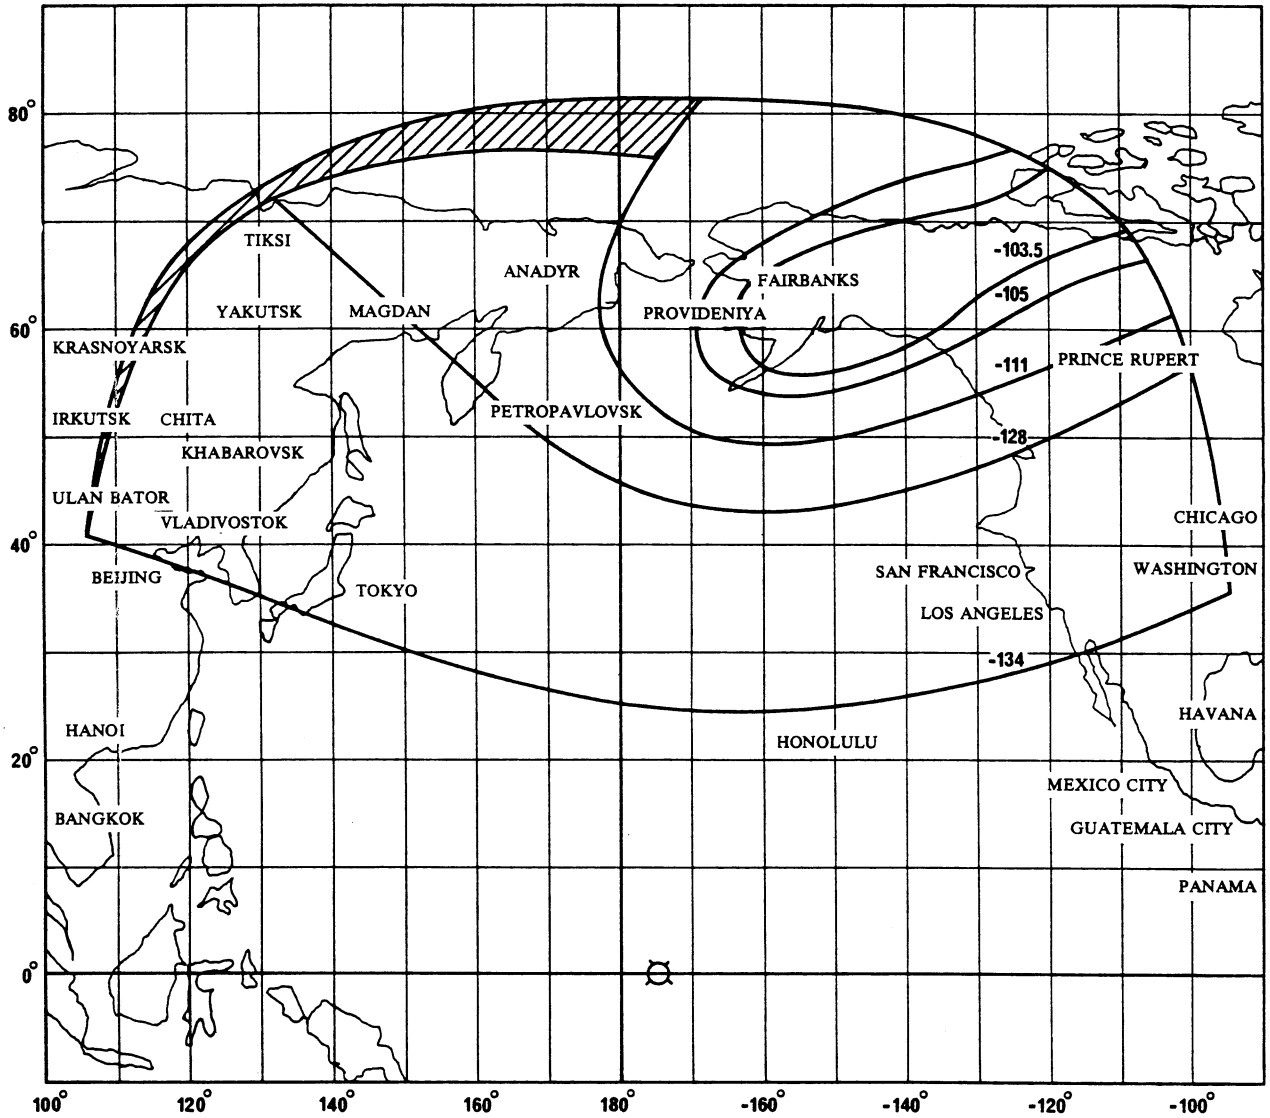 80°
TIKSI
-103.5
ANADYR
FAIRBANKS
-105
YAKUTSK
MAGDAN
PROVIDENIYA
60°
KRASNOYARSK
PRINCE RUPERT
-111
PETROPAVLOVSK
IRKUTSK
CHITA
-128
KHABAROVSK
ULAN BATOR
CHICAGO
VLADIVOSTOK
40°
WASHINGTON
SAN FRANCISCO
BEIJING
TOKYO
LOS ANGELES
-134
HAVANA
HANOI
HONOLULU
20°
MEXICO CITY
BANGKOK
GUATEMALA CITY
PANAMA
0°
100° 120° 140° 160° 180° -160° -140° -120° -100°